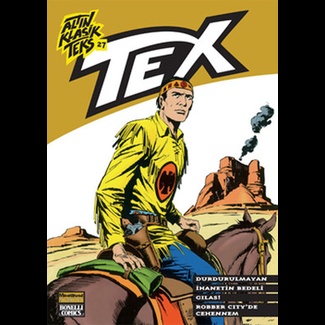 ALTIN
KLASİK
TEKS 27
TEX
DURDURULMAYAN
İHANETİN BEDELİ
GILAS!
ROBBER CITY'DE
CEHENNEM
BONELLI
COMICS